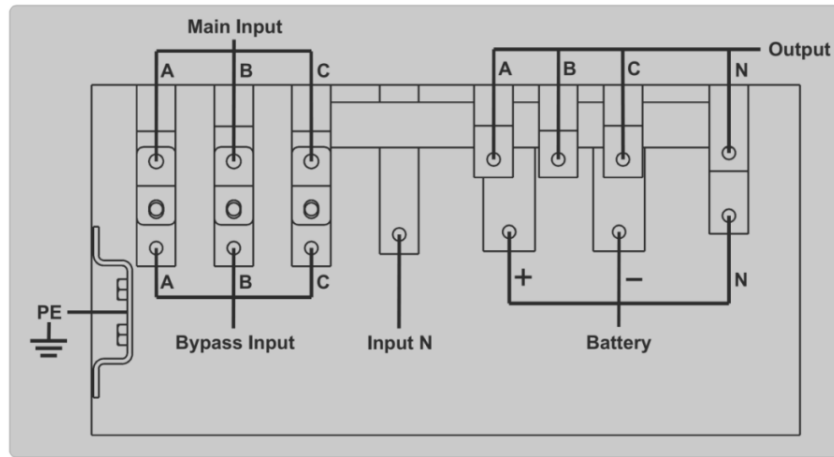 Main Input
Output
A
B
C
A
B
C
N
A
B
C
+
−
N
PE
Bypass Input
Input N
Battery